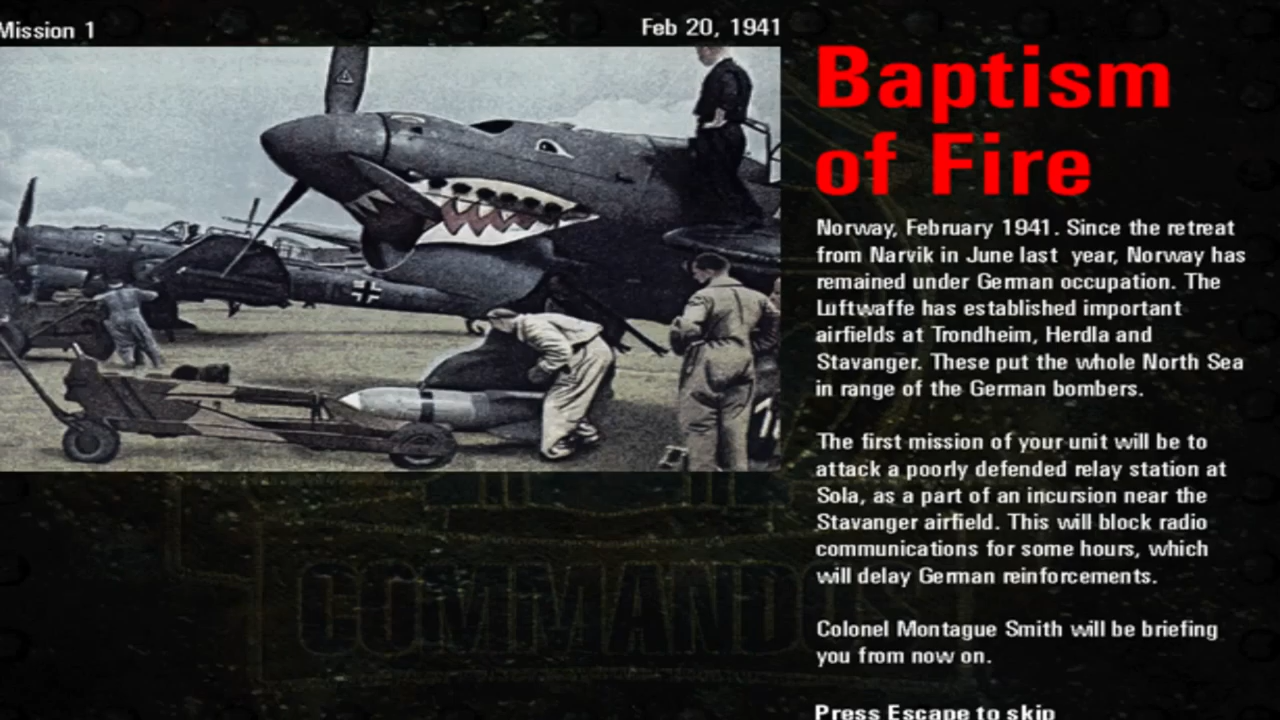 Mission 1
Feb 20, 1941
Baptism
of Fire
Norway, February 1941. Since the retreat
from Narvik in June last  year, Norway has
remained under German occupation. The
Luftwaffe has established important
airfields at Trondheim, Herdla and
Stavanger. These put the whole North Sea
in range of the German bombers.
The first mission of your unit will be to
attack a poorly defended relay station at
Sola, as a part of an incursion near the
Stavanger airfield. This will block radio
communications for some hours, which
will delay German reinforcements.
Colonel Montague Smith will be briefing
you from now on.
Press Escape to skip
COMMANDOS